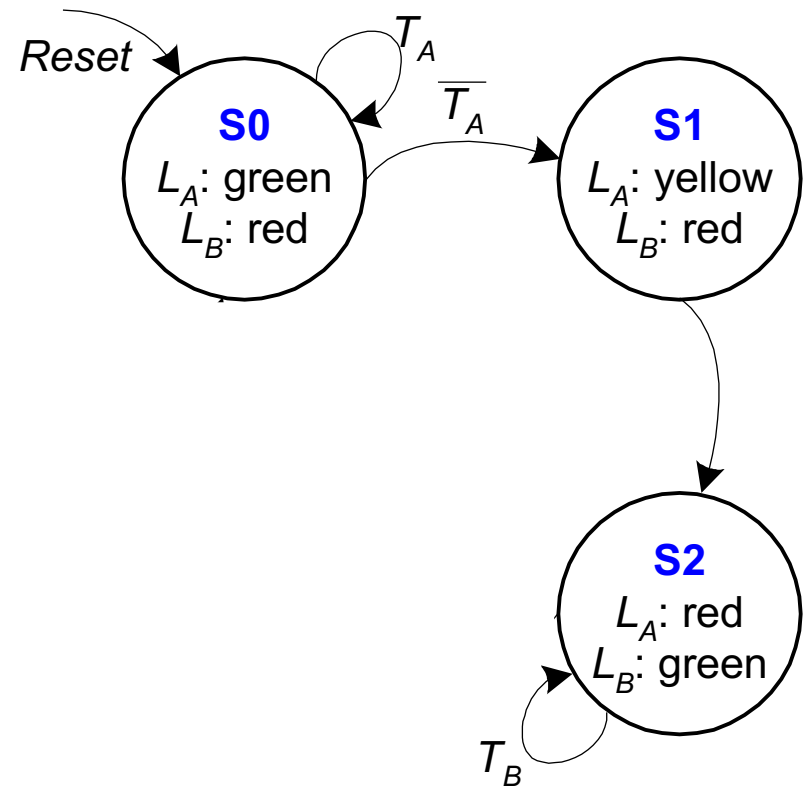 Reset
T_A
T̅_A̅
S0
L_A: green
L_B: red
S1
L_A: yellow
L_B: red
S2
L_A: red
L_B: green
T_B